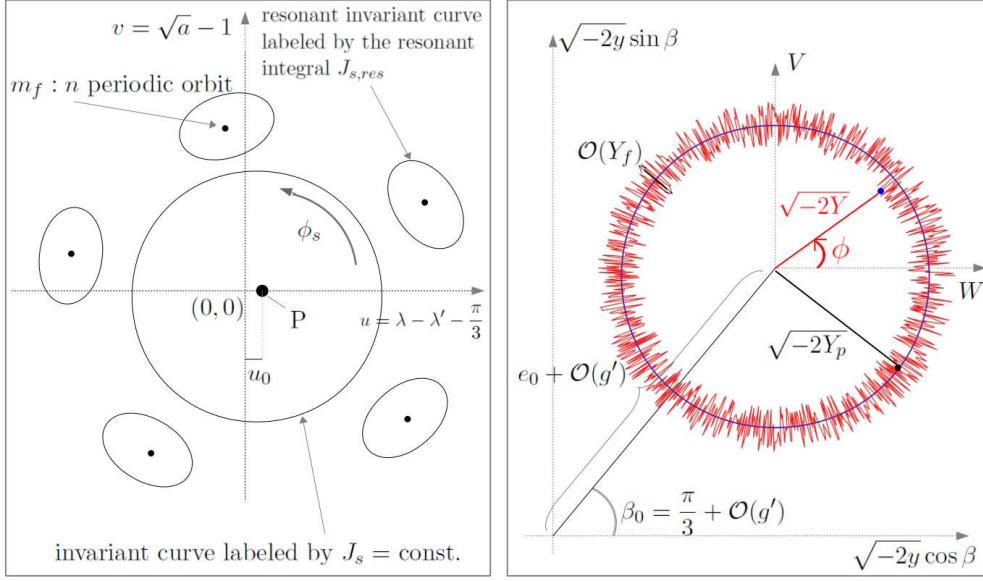 v = √a − 1
resonant invariant curve
labeled by the resonant
integral J_{s,res}
m_f : n periodic orbit
ϕ_s
(0,0)
P
u = λ − λ′ − π/3
u_0
invariant curve labeled by J_s = const.
√−2y sin β
V
𝒪(Y_f)
√−2Y
ϕ
W
√−2Y_p
e_0 + 𝒪(g′)
β_0 = π/3 + 𝒪(g′)
√−2y cos β